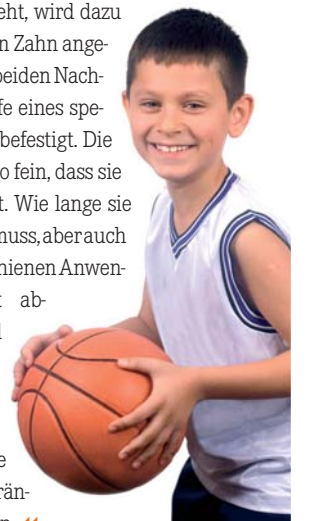 eht, wird dazu
n Zahn ange-
beiden Nach-
fe eines spe-
befestigt. Die
o fein, dass sie
t. Wie lange sie
muss, aber auch
hienen Anwen-
ab-
e
rän-